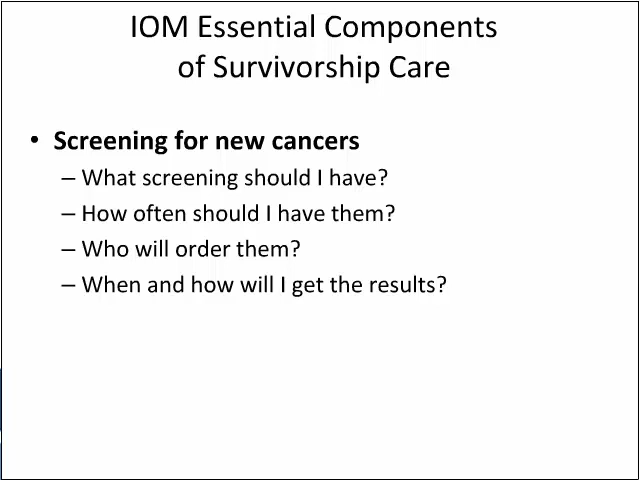 IOM Essential Components
of Survivorship Care
• Screening for new cancers
– What screening should I have?
– How often should I have them?
– Who will order them?
– When and how will I get the results?